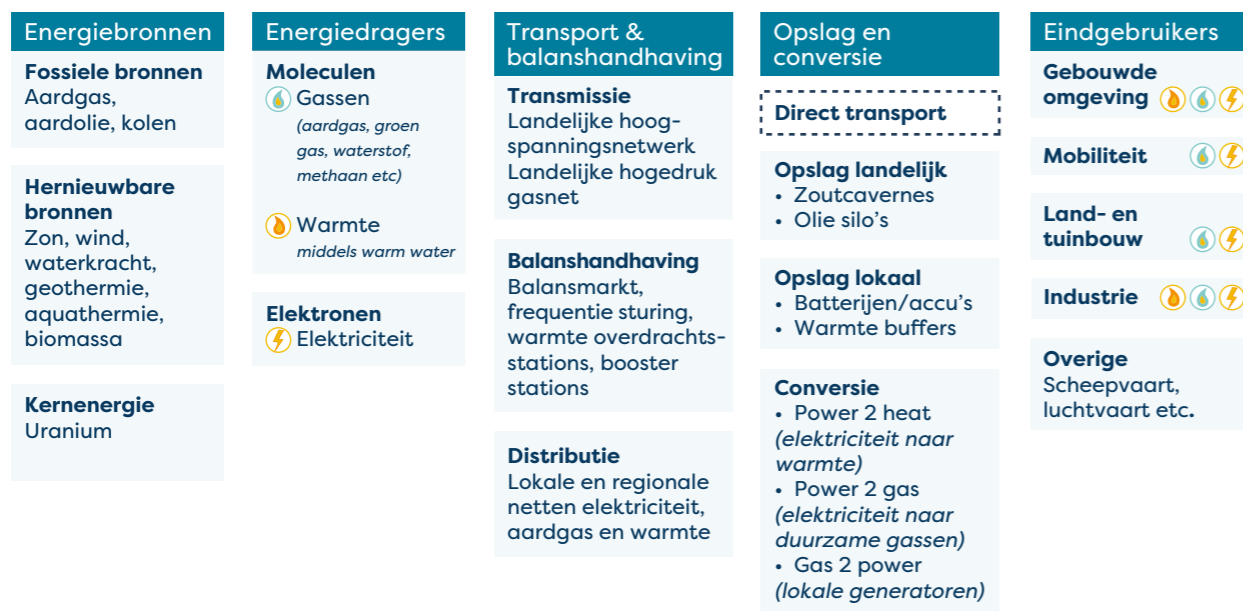 Energiebronnen
Fossiele bronnen
Aardgas,
aardolie, kolen
Hernieuwbare
bronnen
Zon, wind,
waterkracht,
geothermie,
aquathermie,
biomassa
Kernenergie
Uranium
Energiedragers
Moleculen
Gassen
(aardgas, groen
gas, waterstof,
methaan etc)
Warmte
middels warm water
Elektronen
Elektriciteit
Transport &
balanshandhaving
Transmissie
Landelijke hoog-
spanningsnetwerk
Landelijke hogedruk
gasnet
Balanshandhaving
Balansmarkt,
frequentie sturing,
warmte overdrachts-
stations, booster
stations
Distributie
Lokale en regionale
netten elektriciteit,
aardgas en warmte
Opslag en
conversie
Direct transport
Opslag landelijk
• Zoutcavernes
• Olie silo's
Opslag lokaal
• Batterijen/accu's
• Warmte buffers
Conversie
• Power 2 heat
(elektriciteit naar
warmte)
• Power 2 gas
(elektriciteit naar
duurzame gassen)
• Gas 2 power
(lokale generatoren)
Eindgebruikers
Gebouwde
omgeving
Mobiliteit
Land- en
tuinbouw
Industrie
Overige
Scheepvaart,
luchtvaart etc.